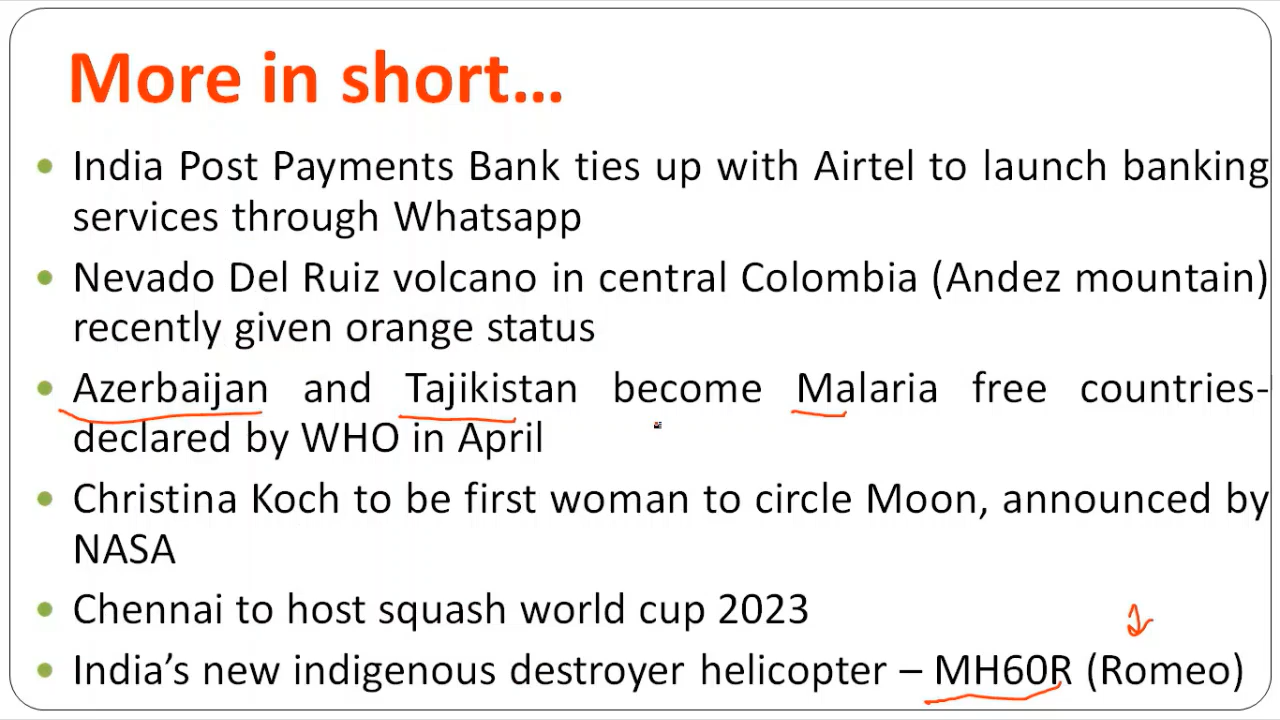 More in short...
India Post Payments Bank ties up with Airtel to launch banking
services through Whatsapp
Nevado Del Ruiz volcano in central Colombia (Andez mountain)
recently given orange status
Azerbaijan and Tajikistan become Malaria free countries-
declared by WHO in April
Christina Koch to be first woman to circle Moon, announced by
NASA
Chennai to host squash world cup 2023
India's new indigenous destroyer helicopter – MH60R (Romeo)